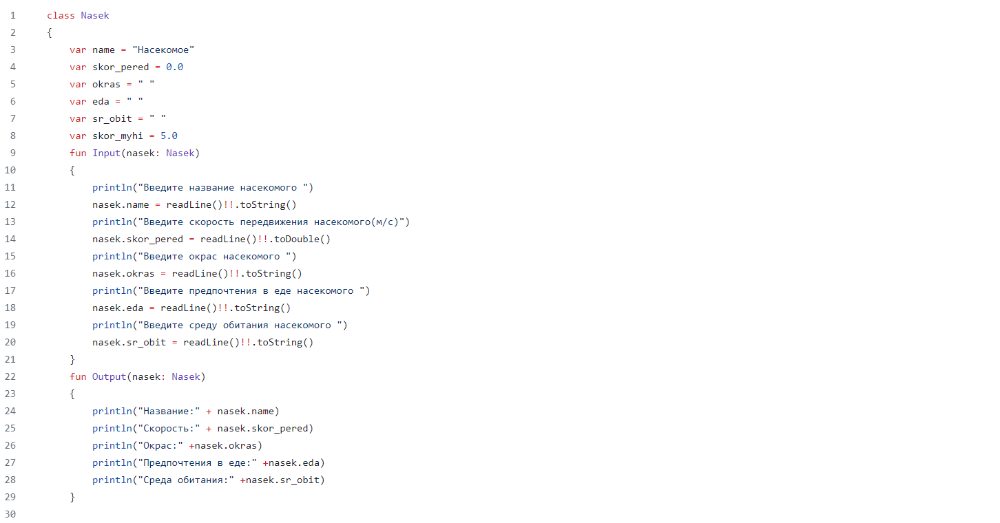 1 class Nasek
2 {
3 var name = "Насекомое"
4 var skor_pered = 0.0
5 var okras = " "
6 var eda = " "
7 var sr_obit = " "
8 var skor_myhi = 5.0
9 fun Input(nasek: Nasek)
10 {
11 println("Введите название насекомого ")
12 nasek.name = readLine()!!.toString()
13 println("Введите скорость передвижения насекомого(м/с)")
14 nasek.skor_pered = readLine()!!.toDouble()
15 println("Введите окрас насекомого ")
16 nasek.okras = readLine()!!.toString()
17 println("Введите предпочтения в еде насекомого ")
18 nasek.eda = readLine()!!.toString()
19 println("Введите среду обитания насекомого ")
20 nasek.sr_obit = readLine()!!.toString()
21 }
22 fun Output(nasek: Nasek)
23 {
24 println("Название:" + nasek.name)
25 println("Скорость:" + nasek.skor_pered)
26 println("Окрас:" +nasek.okras)
27 println("Предпочтения в еде:" +nasek.eda)
28 println("Среда обитания:" +nasek.sr_obit)
29 }
30